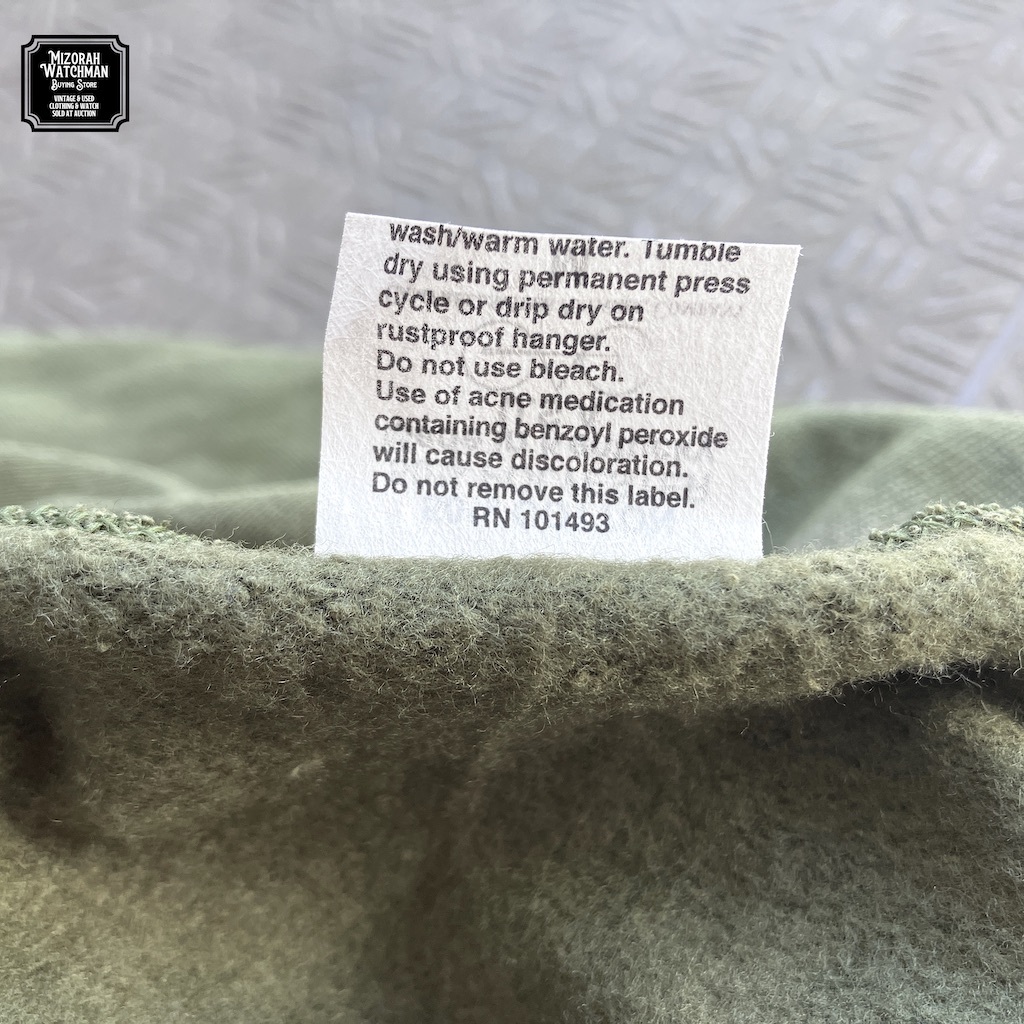 MIZORAH
WATCHMAN
BUYING STORE
VINTAGE & USED
CLOTHING & WATCH
SOLD AT AUCTION
wash/warm water. Tumble
dry using permanent press
cycle or drip dry on
rustproof hanger.
Do not use bleach.
Use of acne medication
containing benzoyl peroxide
will cause discoloration.
Do not remove this label.
RN 101493